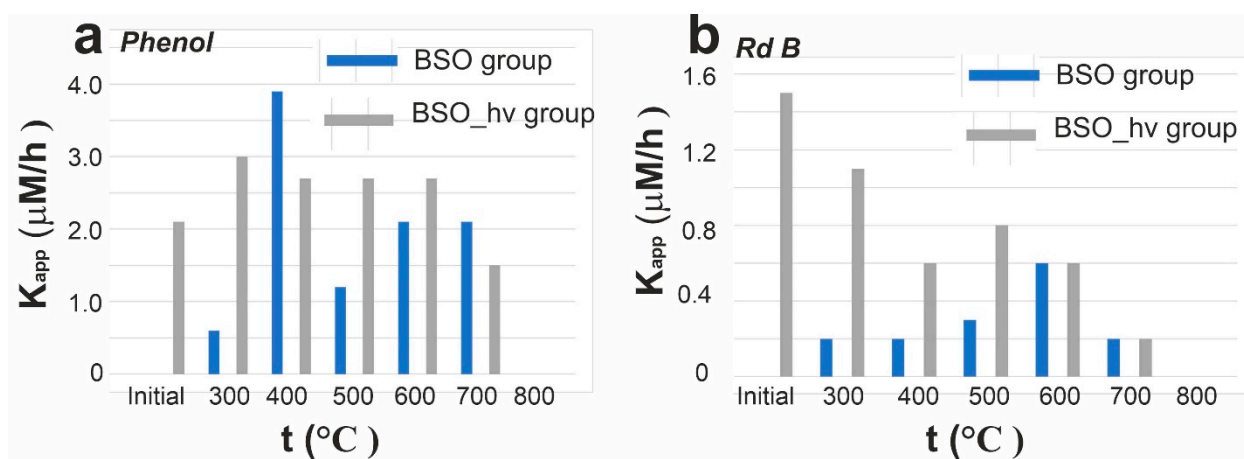 a Phenol
BSO group
BSO_hv group
4.0
3.0
2.0
1.0
0
K_app (μM/h)
Initial 300 400 500 600 700 800
t (°C )
b Rd B
BSO group
BSO_hv group
1.6
1.2
0.8
0.4
0
K_app (μM/h)
Initial 300 400 500 600 700 800
t (°C )